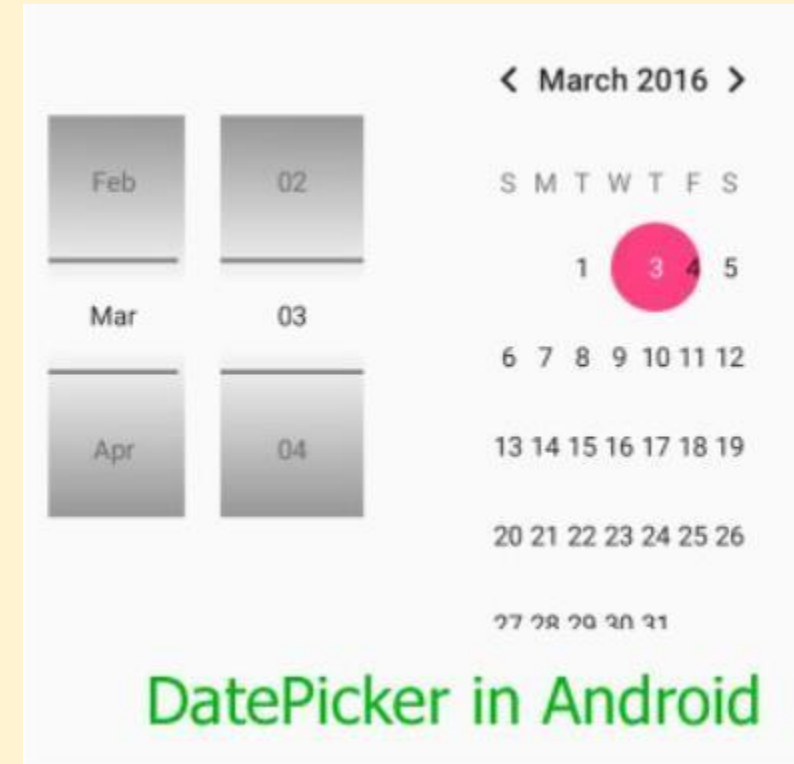 March 2016
Feb 02
S M T W T F S
1 3 4 5
Mar 03
6 7 8 9 10 11 12
Apr 04
13 14 15 16 17 18 19
20 21 22 23 24 25 26
27 28 29 30 31
DatePicker in Android